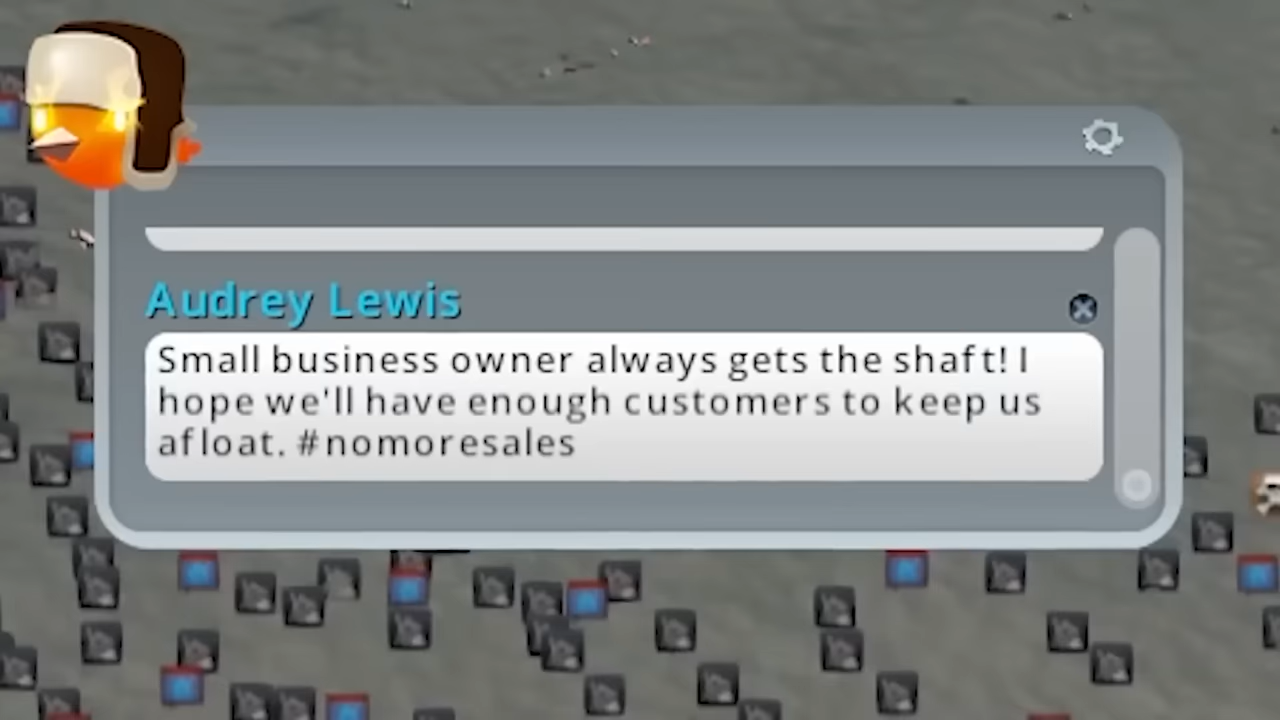 Audrey Lewis
Small business owner always gets the shaft! I
hope we'll have enough customers to keep us
afloat. #nomoresales